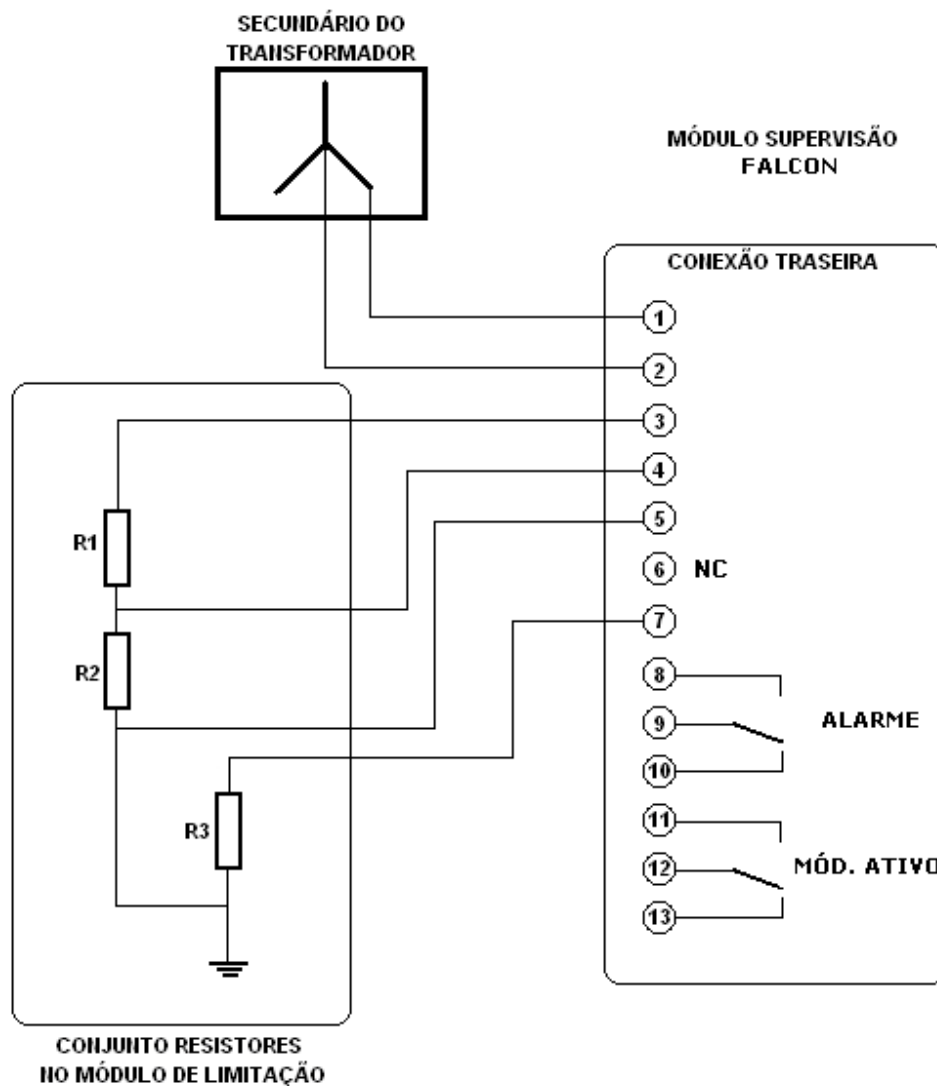 SECUNDÁRIO DO
TRANSFORMADOR
MÓDULO SUPERVISÃO
FALCON
CONEXÃO TRASEIRA
1
2
3
4
5
6 NC
7
8
9 ALARME
10
11
12 MÓD. ATIVO
13
R1
R2
R3
CONJUNTO RESISTORES
NO MÓDULO DE LIMITAÇÃO